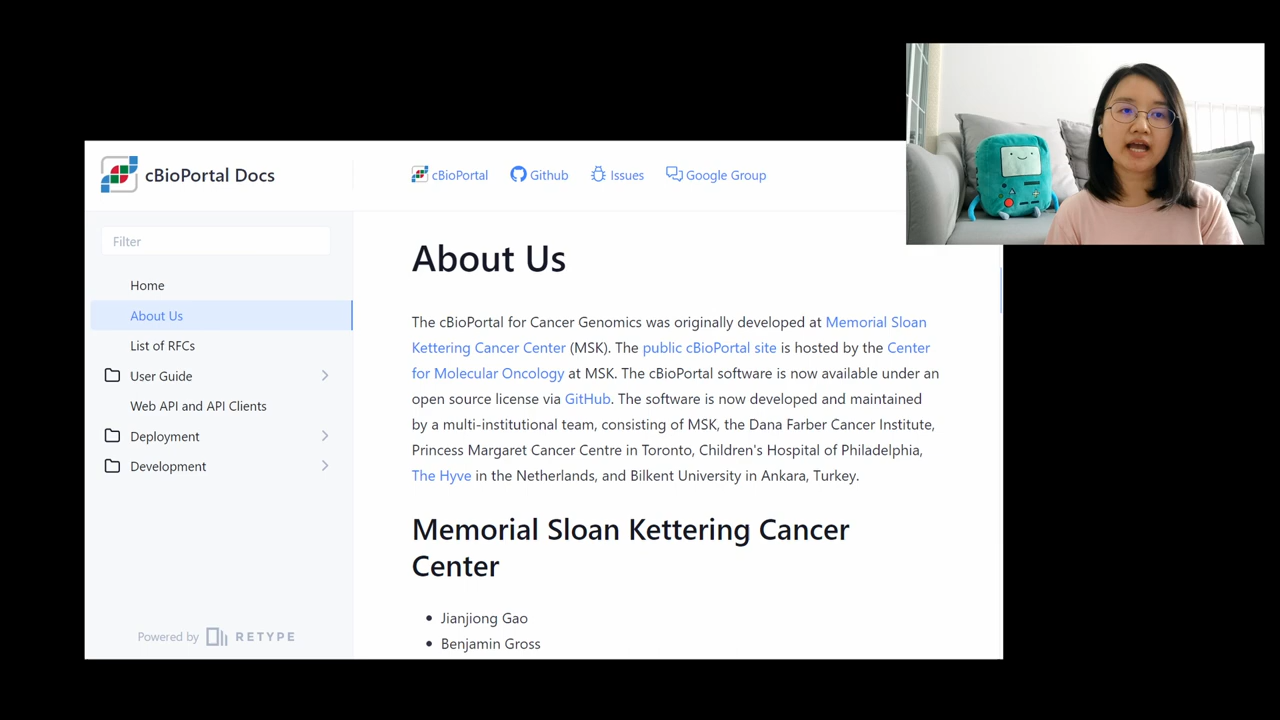 cBioPortal Docs
cBioPortal
Github
Issues
Google Group
Filter
Home
About Us
List of RFCs
User Guide
Web API and API Clients
Deployment
Development
Powered by RETYPE
About Us
The cBioPortal for Cancer Genomics was originally developed at Memorial Sloan
Kettering Cancer Center (MSK). The public cBioPortal site is hosted by the Center
for Molecular Oncology at MSK. The cBioPortal software is now available under an
open source license via GitHub. The software is now developed and maintained
by a multi-institutional team, consisting of MSK, the Dana Farber Cancer Institute,
Princess Margaret Cancer Centre in Toronto, Children's Hospital of Philadelphia,
The Hyve in the Netherlands, and Bilkent University in Ankara, Turkey.
Memorial Sloan Kettering Cancer
Center
• Jianjiong Gao
• Benjamin Gross